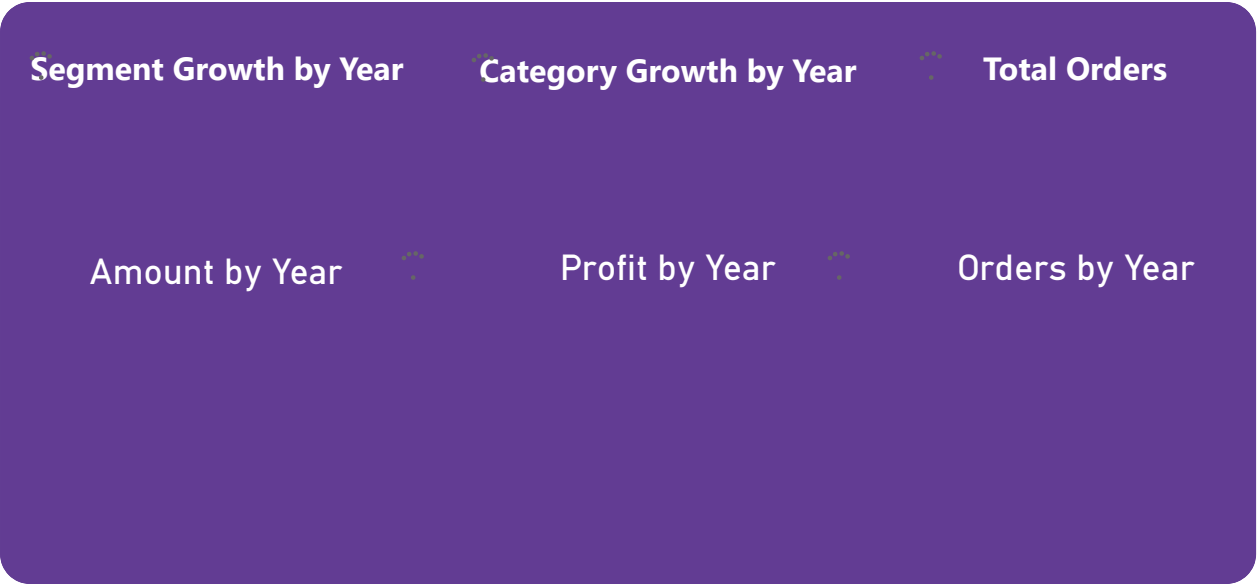 Segment Growth by Year
Category Growth by Year
Total Orders
Amount by Year
Profit by Year
Orders by Year